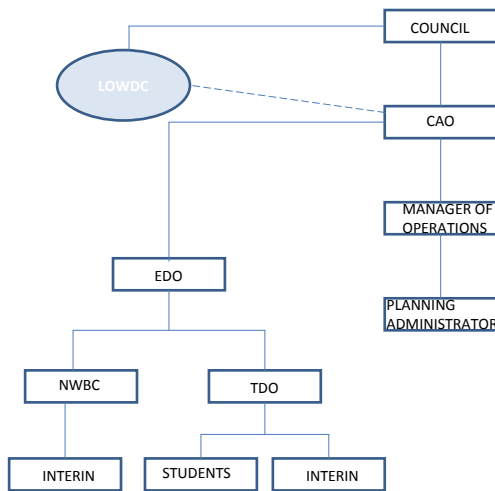 COUNCIL
LOWDC
CAO
MANAGER OF
OPERATIONS
EDO
PLANNING
ADMINISTRATOR
NWBC
TDO
INTERIN
STUDENTS
INTERIN